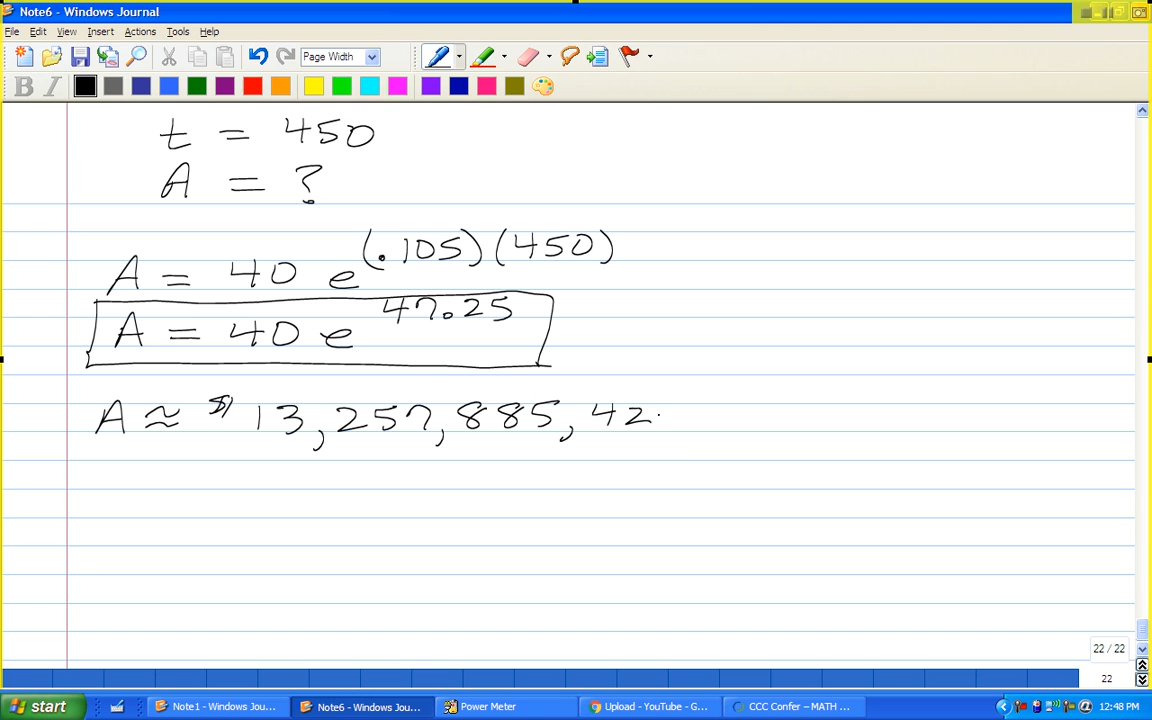 Note6 - Windows Journal
File Edit View Insert Actions Tools Help
Page Width
B I
t = 450
A = ?
A = 40 e^(.105)(450)
A = 40 e^47.25
A ≈ $13,257,885,42
22 / 22
22
start Note1 - Windows Jou... Note6 - Windows Jou... Power Meter Upload - YouTube - G... CCC Confer – MATH ... 12:48 PM